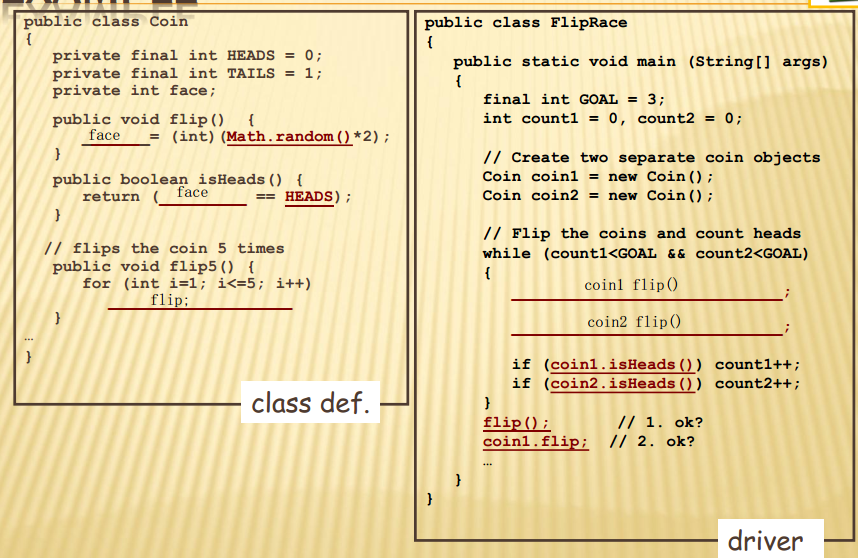 public class Coin
{
private final int HEADS = 0;
private final int TAILS = 1;
private int face;
public void flip() {
face = (int)(Math.random()*2);
}
public boolean isHeads() {
return ( face == HEADS);
}
// flips the coin 5 times
public void flip5() {
for (int i=1; i<=5; i++)
flip;
}
…
}
class def.
public class FlipRace
{
public static void main (String[] args)
{
final int GOAL = 3;
int count1 = 0, count2 = 0;
// Create two separate coin objects
Coin coin1 = new Coin();
Coin coin2 = new Coin();
// Flip the coins and count heads
while (count1<GOAL && count2<GOAL)
{
coin1 flip() ;
coin2 flip() ;
if (coin1.isHeads()) count1++;
if (coin2.isHeads()) count2++;
}
flip(); // 1. ok?
coin1.flip; // 2. ok?
…
}
}
driver